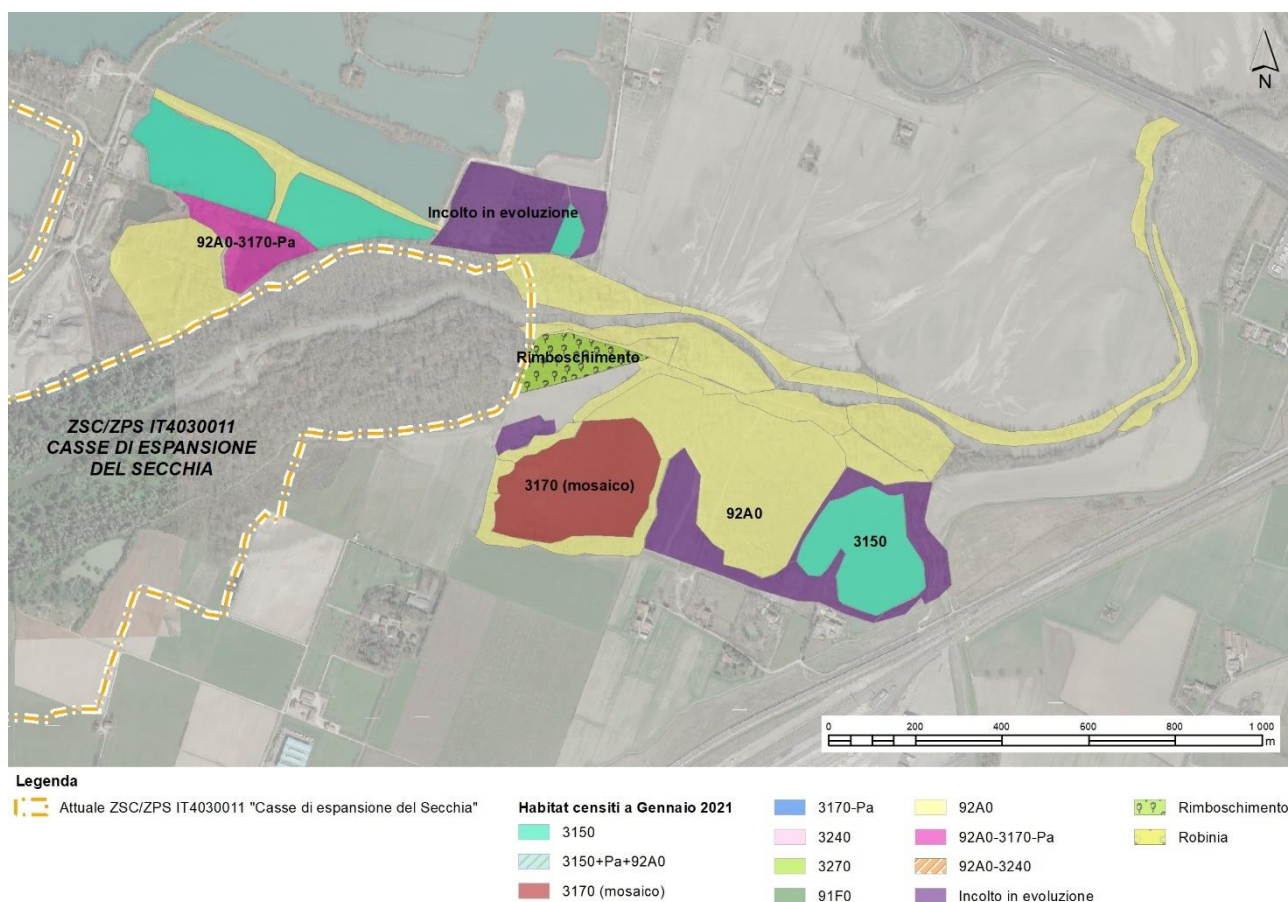 N
Incolto in evoluzione
92A0-3170-Pa
Rimboschimento
ZSC/ZPS IT4030011
CASSE DI ESPANSIONE
DEL SECCHIA
3170 (mosaico)
92A0
3150
0 200 400 600 800 1 000
m
Legenda
Attuale ZSC/ZPS IT4030011 "Casse di espansione del Secchia"
Habitat censiti a Gennaio 2021
3150
3150+Pa+92A0
3170 (mosaico)
3170-Pa
3240
3270
91F0
92A0
92A0-3170-Pa
92A0-3240
Incolto in evoluzione
Rimboschimento
Robinia